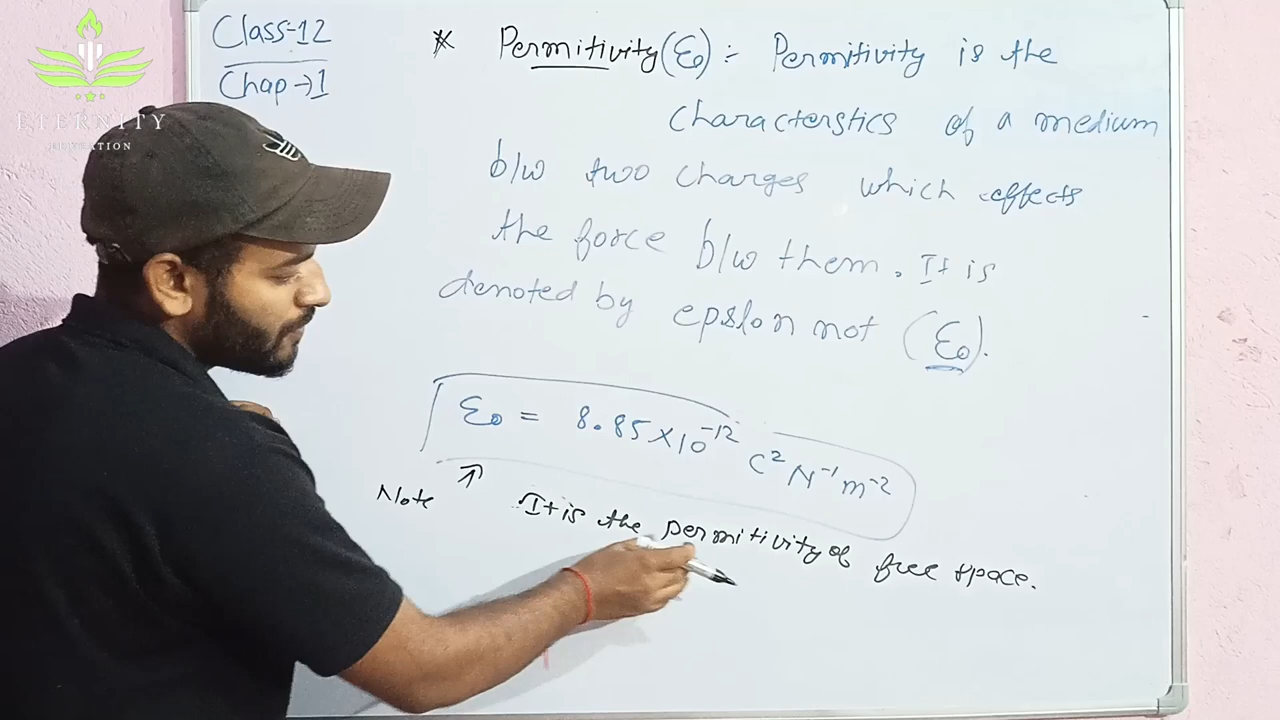 ETERNITY
EDUCATION
Class-12
Chap→1
* Permitivity (ε₀) :- Permitivity is the
characterstics of a medium
b/w two charges which effects
the force b/w them. It is
denoted by epslon not (ε₀).
ε₀ = 8.85×10⁻¹² C² N⁻¹ m⁻²
Note ↗ It is the permitivity of free space.